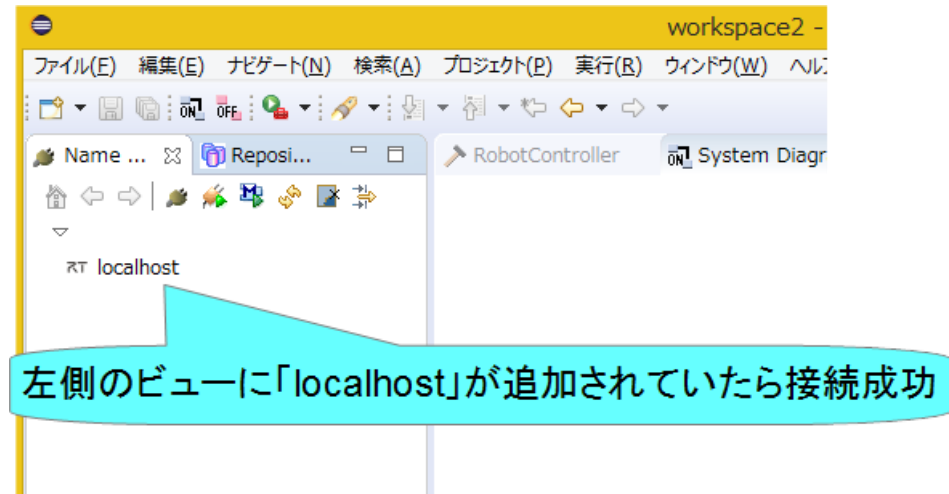 workspace2 -
ファイル(F) 編集(E) ナビゲート(N) 検索(A) プロジェクト(P) 実行(R) ウィンドウ(W) ヘル
ON OFF
Name ... Reposi... RobotController ON System Diagr
RT localhost
左側のビューに「localhost」が追加されていたら接続成功